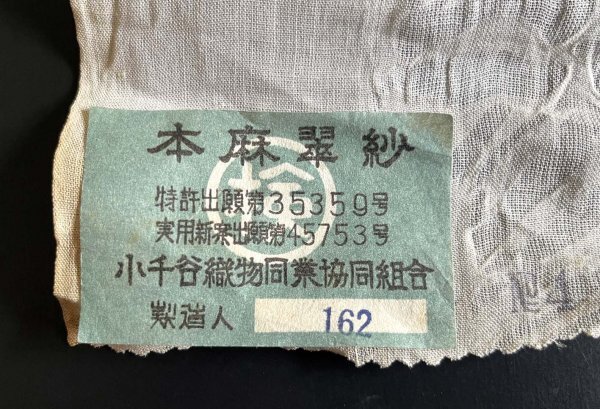 本麻翠紗
検
特許出願第35359号
実用新案出願第45753号
小千谷織物同業協同組合
製造人 162